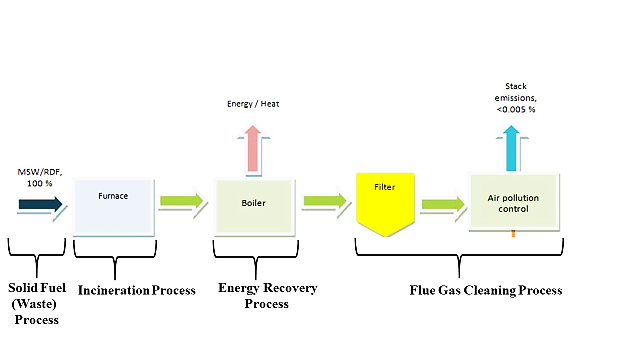 Stack
emissions,
<0.005 %
Energy / Heat
MSW/RDF,
100 %
Furnace
Boiler
Filter
Air pollution
control
Solid Fuel
(Waste)
Process
Incineration Process
Energy Recovery
Process
Flue Gas Cleaning Process